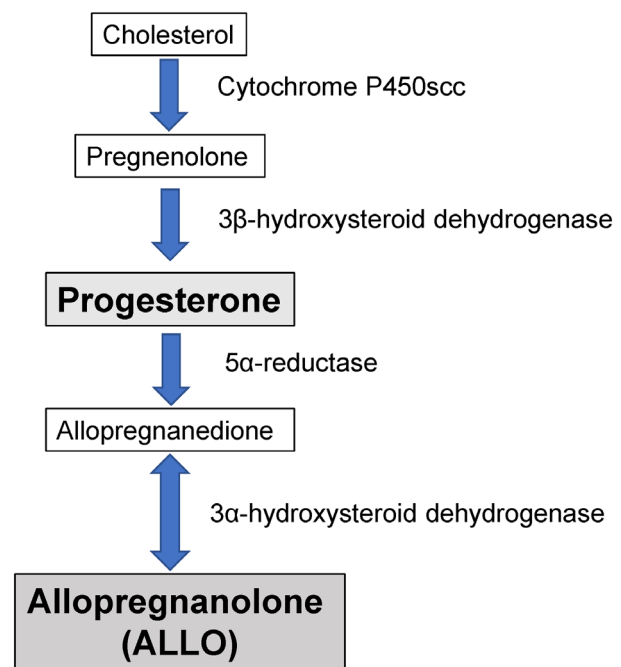 Cholesterol
Cytochrome P450scc
Pregnenolone
3β-hydroxysteroid dehydrogenase
Progesterone
5α-reductase
Allopregnanedione
3α-hydroxysteroid dehydrogenase
Allopregnanolone
(ALLO)